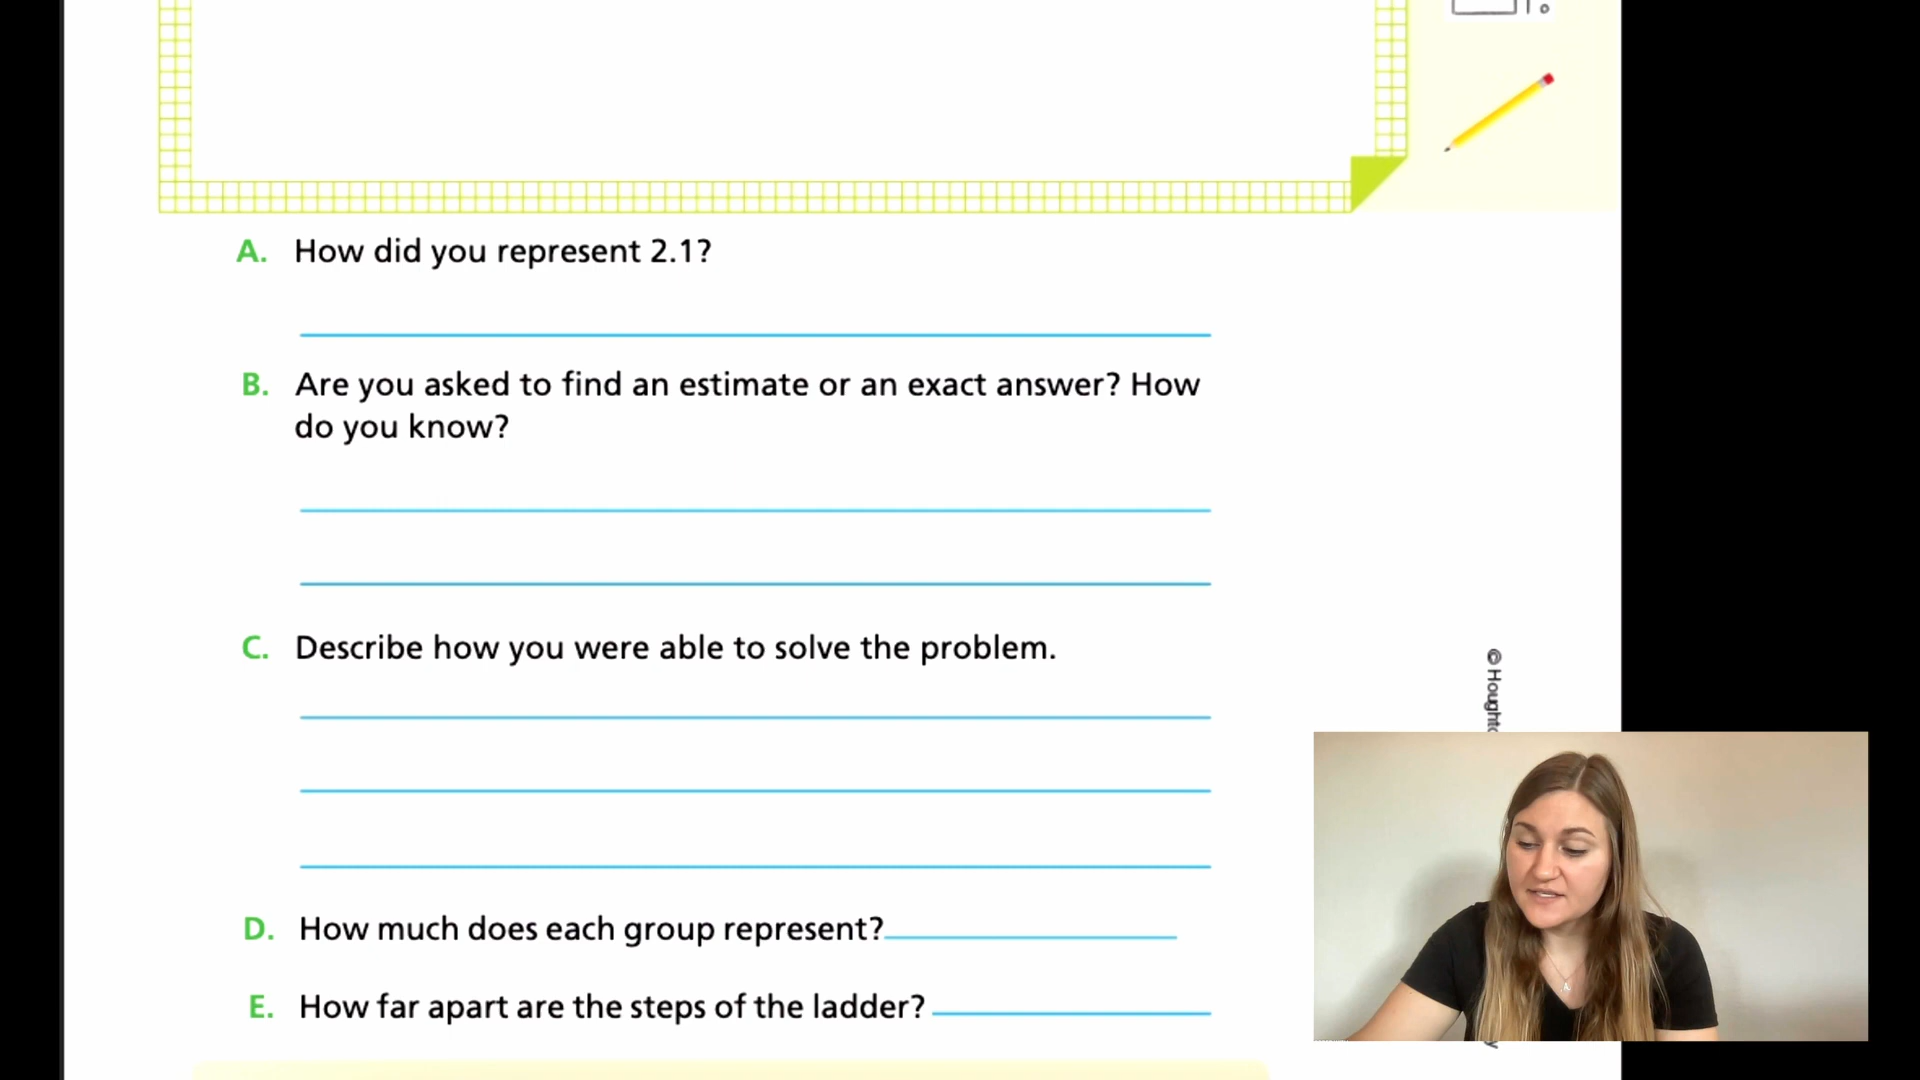 A. How did you represent 2.1?
B. Are you asked to find an estimate or an exact answer? How
do you know?
C. Describe how you were able to solve the problem.
D. How much does each group represent?
E. How far apart are the steps of the ladder?